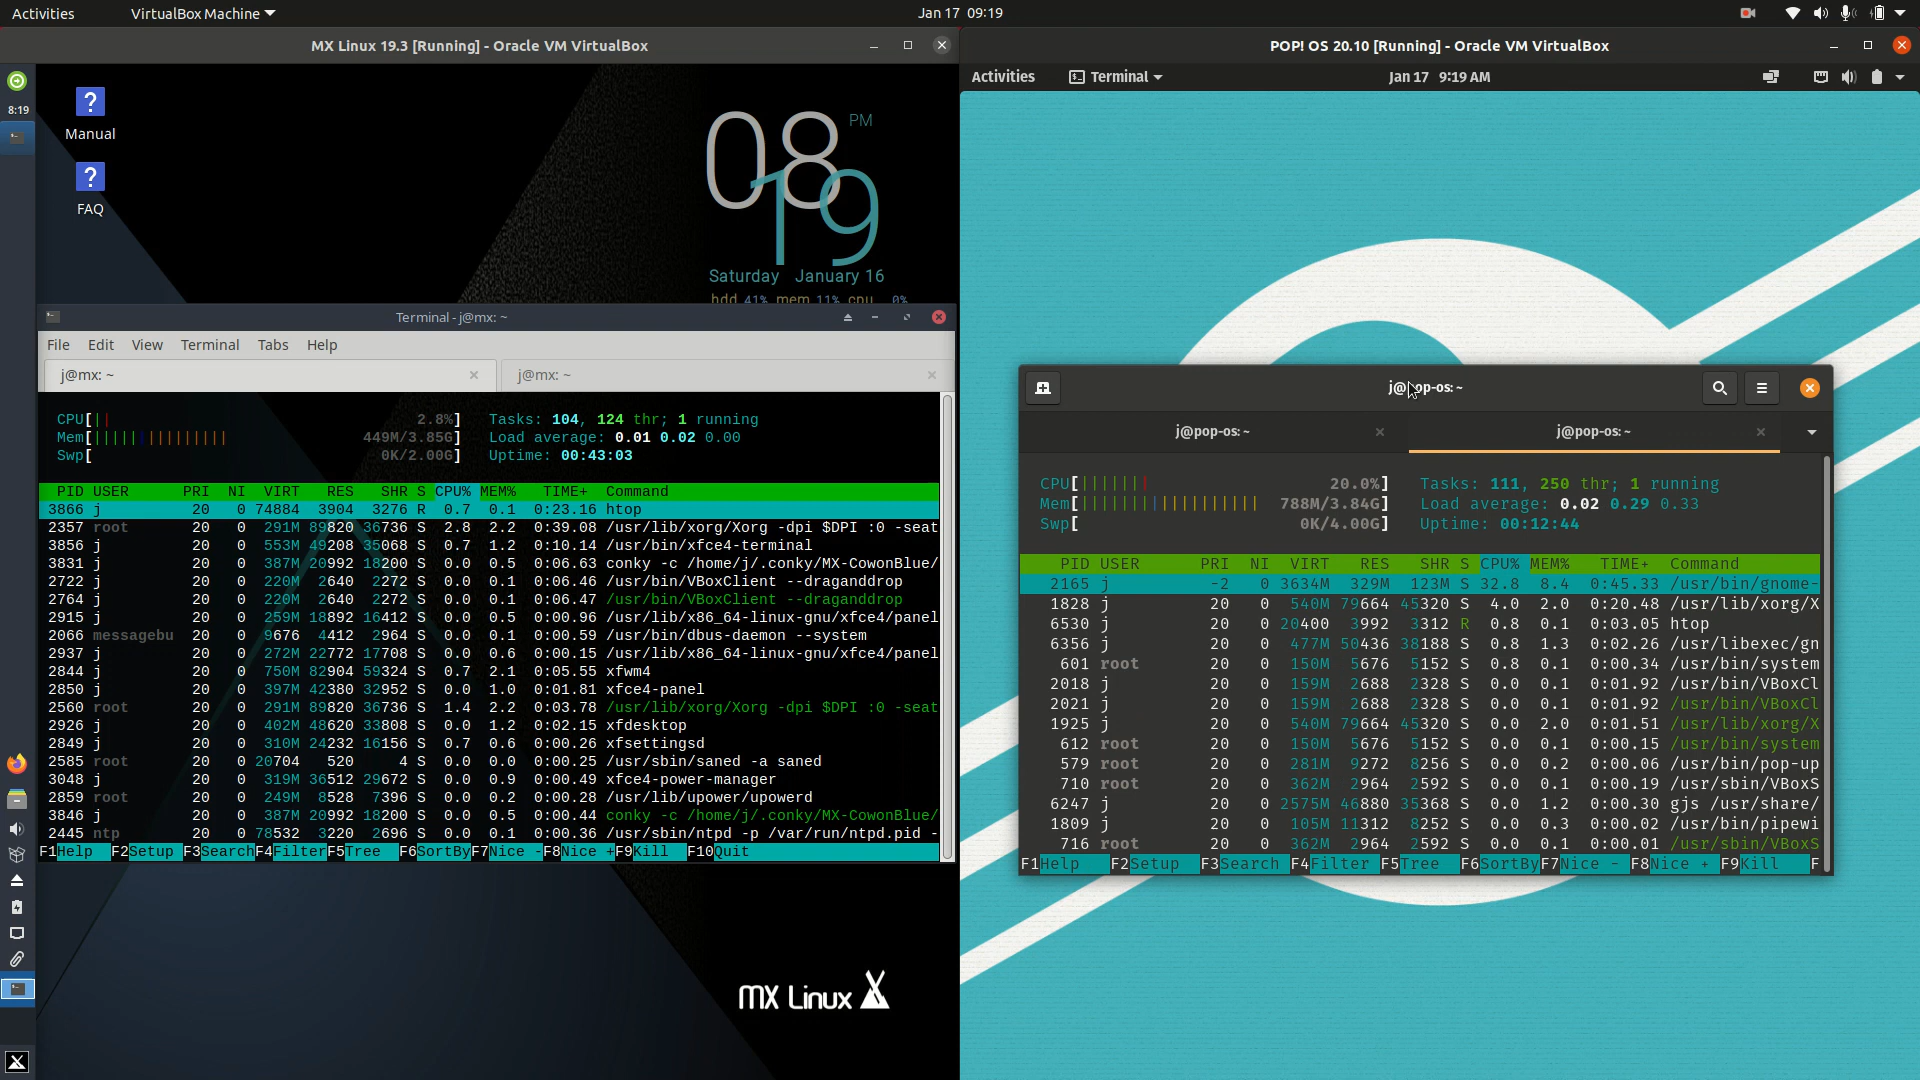 Activities VirtualBox Machine Jan 17 09:19
MX Linux 19.3 [Running] - Oracle VM VirtualBox
8:19
Manual
FAQ
08 PM
19
Saturday January 16
hdd 41% mem 11% cpu 0%
Terminal - j@mx: ~
File Edit View Terminal Tabs Help
j@mx: ~ j@mx: ~
CPU[|| 2.8%] Tasks: 104, 124 thr; 1 running
Mem[||||||||||||||| 449M/3.85G] Load average: 0.01 0.02 0.00
Swp[ 0K/2.00G] Uptime: 00:43:03
PID USER PRI NI VIRT RES SHR S CPU% MEM% TIME+ Command
3866 j 20 0 74884 3904 3276 R 0.7 0.1 0:23.16 htop
2357 root 20 0 291M 89820 36736 S 2.8 2.2 0:39.08 /usr/lib/xorg/Xorg -dpi $DPI :0 -seat
3856 j 20 0 553M 49208 35068 S 0.7 1.2 0:10.14 /usr/bin/xfce4-terminal
3831 j 20 0 387M 20992 18200 S 0.0 0.5 0:06.63 conky -c /home/j/.conky/MX-CowonBlue/
2722 j 20 0 220M 2640 2272 S 0.0 0.1 0:06.46 /usr/bin/VBoxClient --draganddrop
2764 j 20 0 220M 2640 2272 S 0.0 0.1 0:06.47 /usr/bin/VBoxClient --draganddrop
2915 j 20 0 259M 18892 16412 S 0.0 0.5 0:00.96 /usr/lib/x86_64-linux-gnu/xfce4/panel
2066 messagebu 20 0 9676 4412 2964 S 0.0 0.1 0:00.59 /usr/bin/dbus-daemon --system
2937 j 20 0 272M 22772 17708 S 0.0 0.6 0:00.15 /usr/lib/x86_64-linux-gnu/xfce4/panel
2844 j 20 0 750M 82904 59324 S 0.7 2.1 0:05.55 xfwm4
2850 j 20 0 397M 42380 32952 S 0.0 1.0 0:01.81 xfce4-panel
2560 root 20 0 291M 89820 36736 S 1.4 2.2 0:03.78 /usr/lib/xorg/Xorg -dpi $DPI :0 -seat
2926 j 20 0 402M 48620 33808 S 0.0 1.2 0:02.15 xfdesktop
2849 j 20 0 310M 24232 16156 S 0.7 0.6 0:00.26 xfsettingsd
2585 root 20 0 20704 520 4 S 0.0 0.0 0:00.25 /usr/sbin/saned -a saned
3048 j 20 0 319M 36512 29672 S 0.0 0.9 0:00.49 xfce4-power-manager
2859 root 20 0 249M 8528 7396 S 0.0 0.2 0:00.28 /usr/lib/upower/upowerd
3846 j 20 0 387M 20992 18200 S 0.0 0.5 0:00.44 conky -c /home/j/.conky/MX-CowonBlue/
2445 ntp 20 0 78532 3220 2696 S 0.0 0.1 0:00.36 /usr/sbin/ntpd -p /var/run/ntpd.pid -
F1Help F2Setup F3SearchF4FilterF5Tree F6SortByF7Nice -F8Nice +F9Kill F10Quit
MX Linux
POP! OS 20.10 [Running] - Oracle VM VirtualBox
Activities Terminal Jan 17 9:19 AM
j@pop-os: ~
j@pop-os: ~ j@pop-os: ~
CPU[||||||| 20.0%] Tasks: 111, 250 thr; 1 running
Mem[|||||||||||||||||| 788M/3.84G] Load average: 0.02 0.29 0.33
Swp[ 0K/4.00G] Uptime: 00:12:44
PID USER PRI NI VIRT RES SHR S CPU% MEM% TIME+ Command
2165 j -2 0 3634M 329M 123M S 32.8 8.4 0:45.33 /usr/bin/gnome-
1828 j 20 0 540M 79664 45320 S 4.0 2.0 0:20.48 /usr/lib/xorg/X
6530 j 20 0 20400 3992 3312 R 0.8 0.1 0:03.05 htop
6356 j 20 0 477M 50436 38188 S 0.8 1.3 0:02.26 /usr/libexec/gn
601 root 20 0 150M 5676 5152 S 0.8 0.1 0:00.34 /usr/bin/system
2018 j 20 0 159M 2688 2328 S 0.0 0.1 0:01.92 /usr/bin/VBoxCl
2021 j 20 0 159M 2688 2328 S 0.0 0.1 0:01.92 /usr/bin/VBoxCl
1925 j 20 0 540M 79664 45320 S 0.0 2.0 0:01.51 /usr/lib/xorg/X
612 root 20 0 150M 5676 5152 S 0.0 0.1 0:00.15 /usr/bin/system
579 root 20 0 281M 9272 8256 S 0.0 0.2 0:00.06 /usr/bin/pop-up
710 root 20 0 362M 2964 2592 S 0.0 0.1 0:00.19 /usr/sbin/VBoxS
6247 j 20 0 2575M 46880 35368 S 0.0 1.2 0:00.30 gjs /usr/share/
1809 j 20 0 105M 11312 8252 S 0.0 0.3 0:00.02 /usr/bin/pipewi
716 root 20 0 362M 2964 2592 S 0.0 0.1 0:00.01 /usr/sbin/VBoxS
F1Help F2Setup F3Search F4Filter F5Tree F6SortByF7Nice - F8Nice + F9Kill F